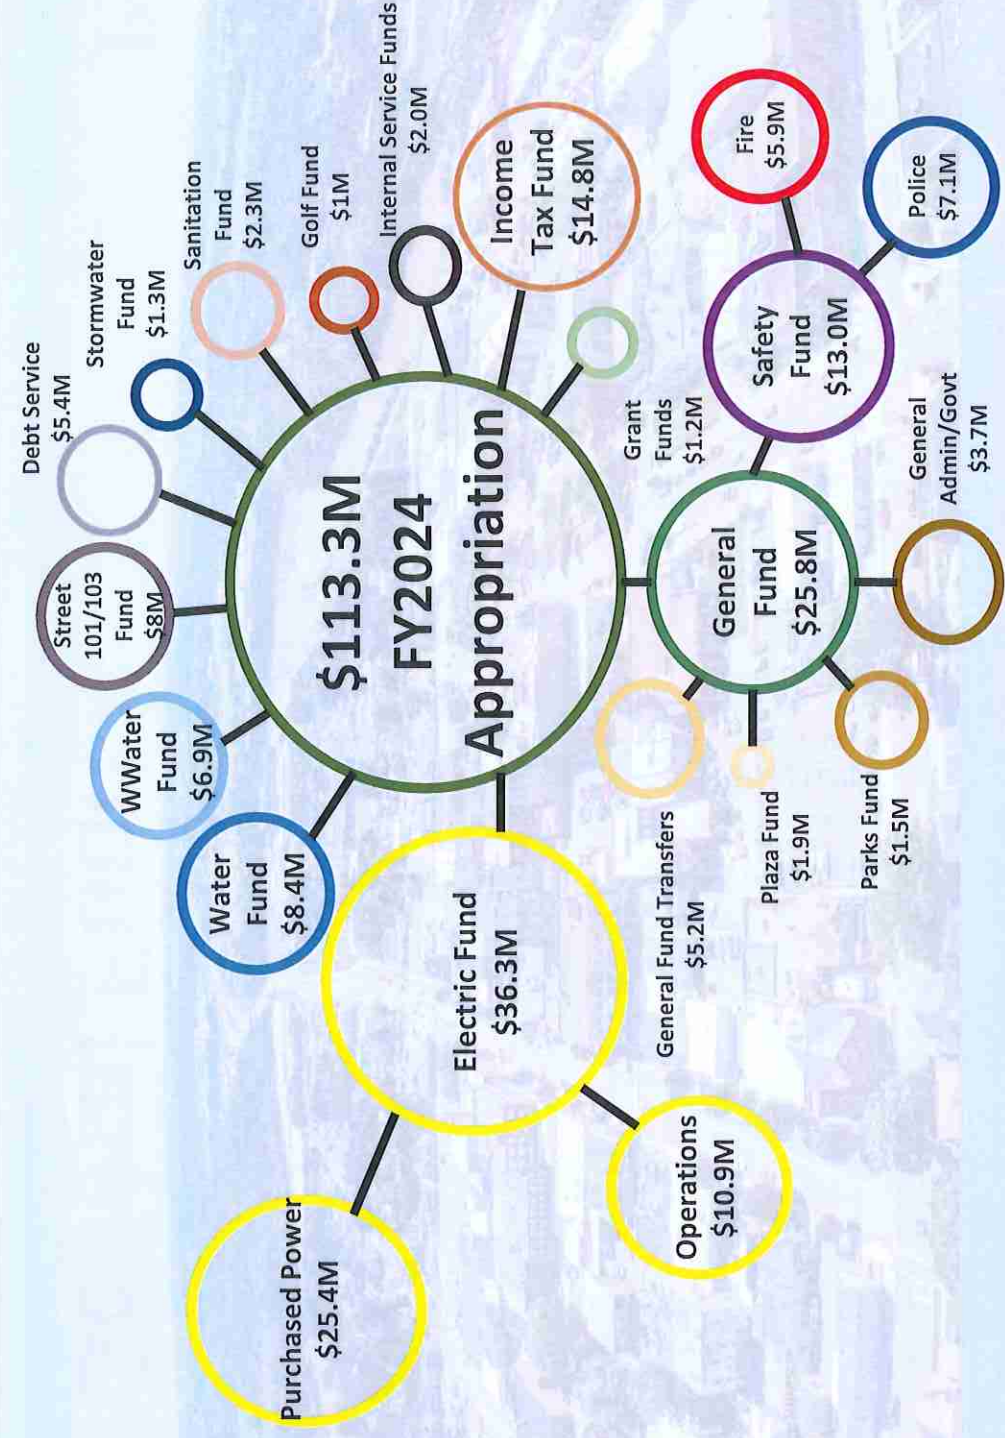 Debt Service
$5.4M
Stormwater
Fund
$1.3M
Sanitation
Fund
$2.3M
Golf Fund
$1M
Internal Service Funds
$2.0M
Street
101/103
Fund
$8M
WWater
Fund
$6.9M
Water
Fund
$8.4M
$113.3M
FY2024
Appropriation
Income
Tax Fund
$14.8M
Grant
Funds
$1.2M
Purchased Power
$25.4M
Electric Fund
$36.3M
Operations
$10.9M
General
Fund
$25.8M
Safety
Fund
$13.0M
Fire
$5.9M
Police
$7.1M
General Fund Transfers
$5.2M
Plaza Fund
$1.9M
Parks Fund
$1.5M
General
Admin/Govt
$3.7M